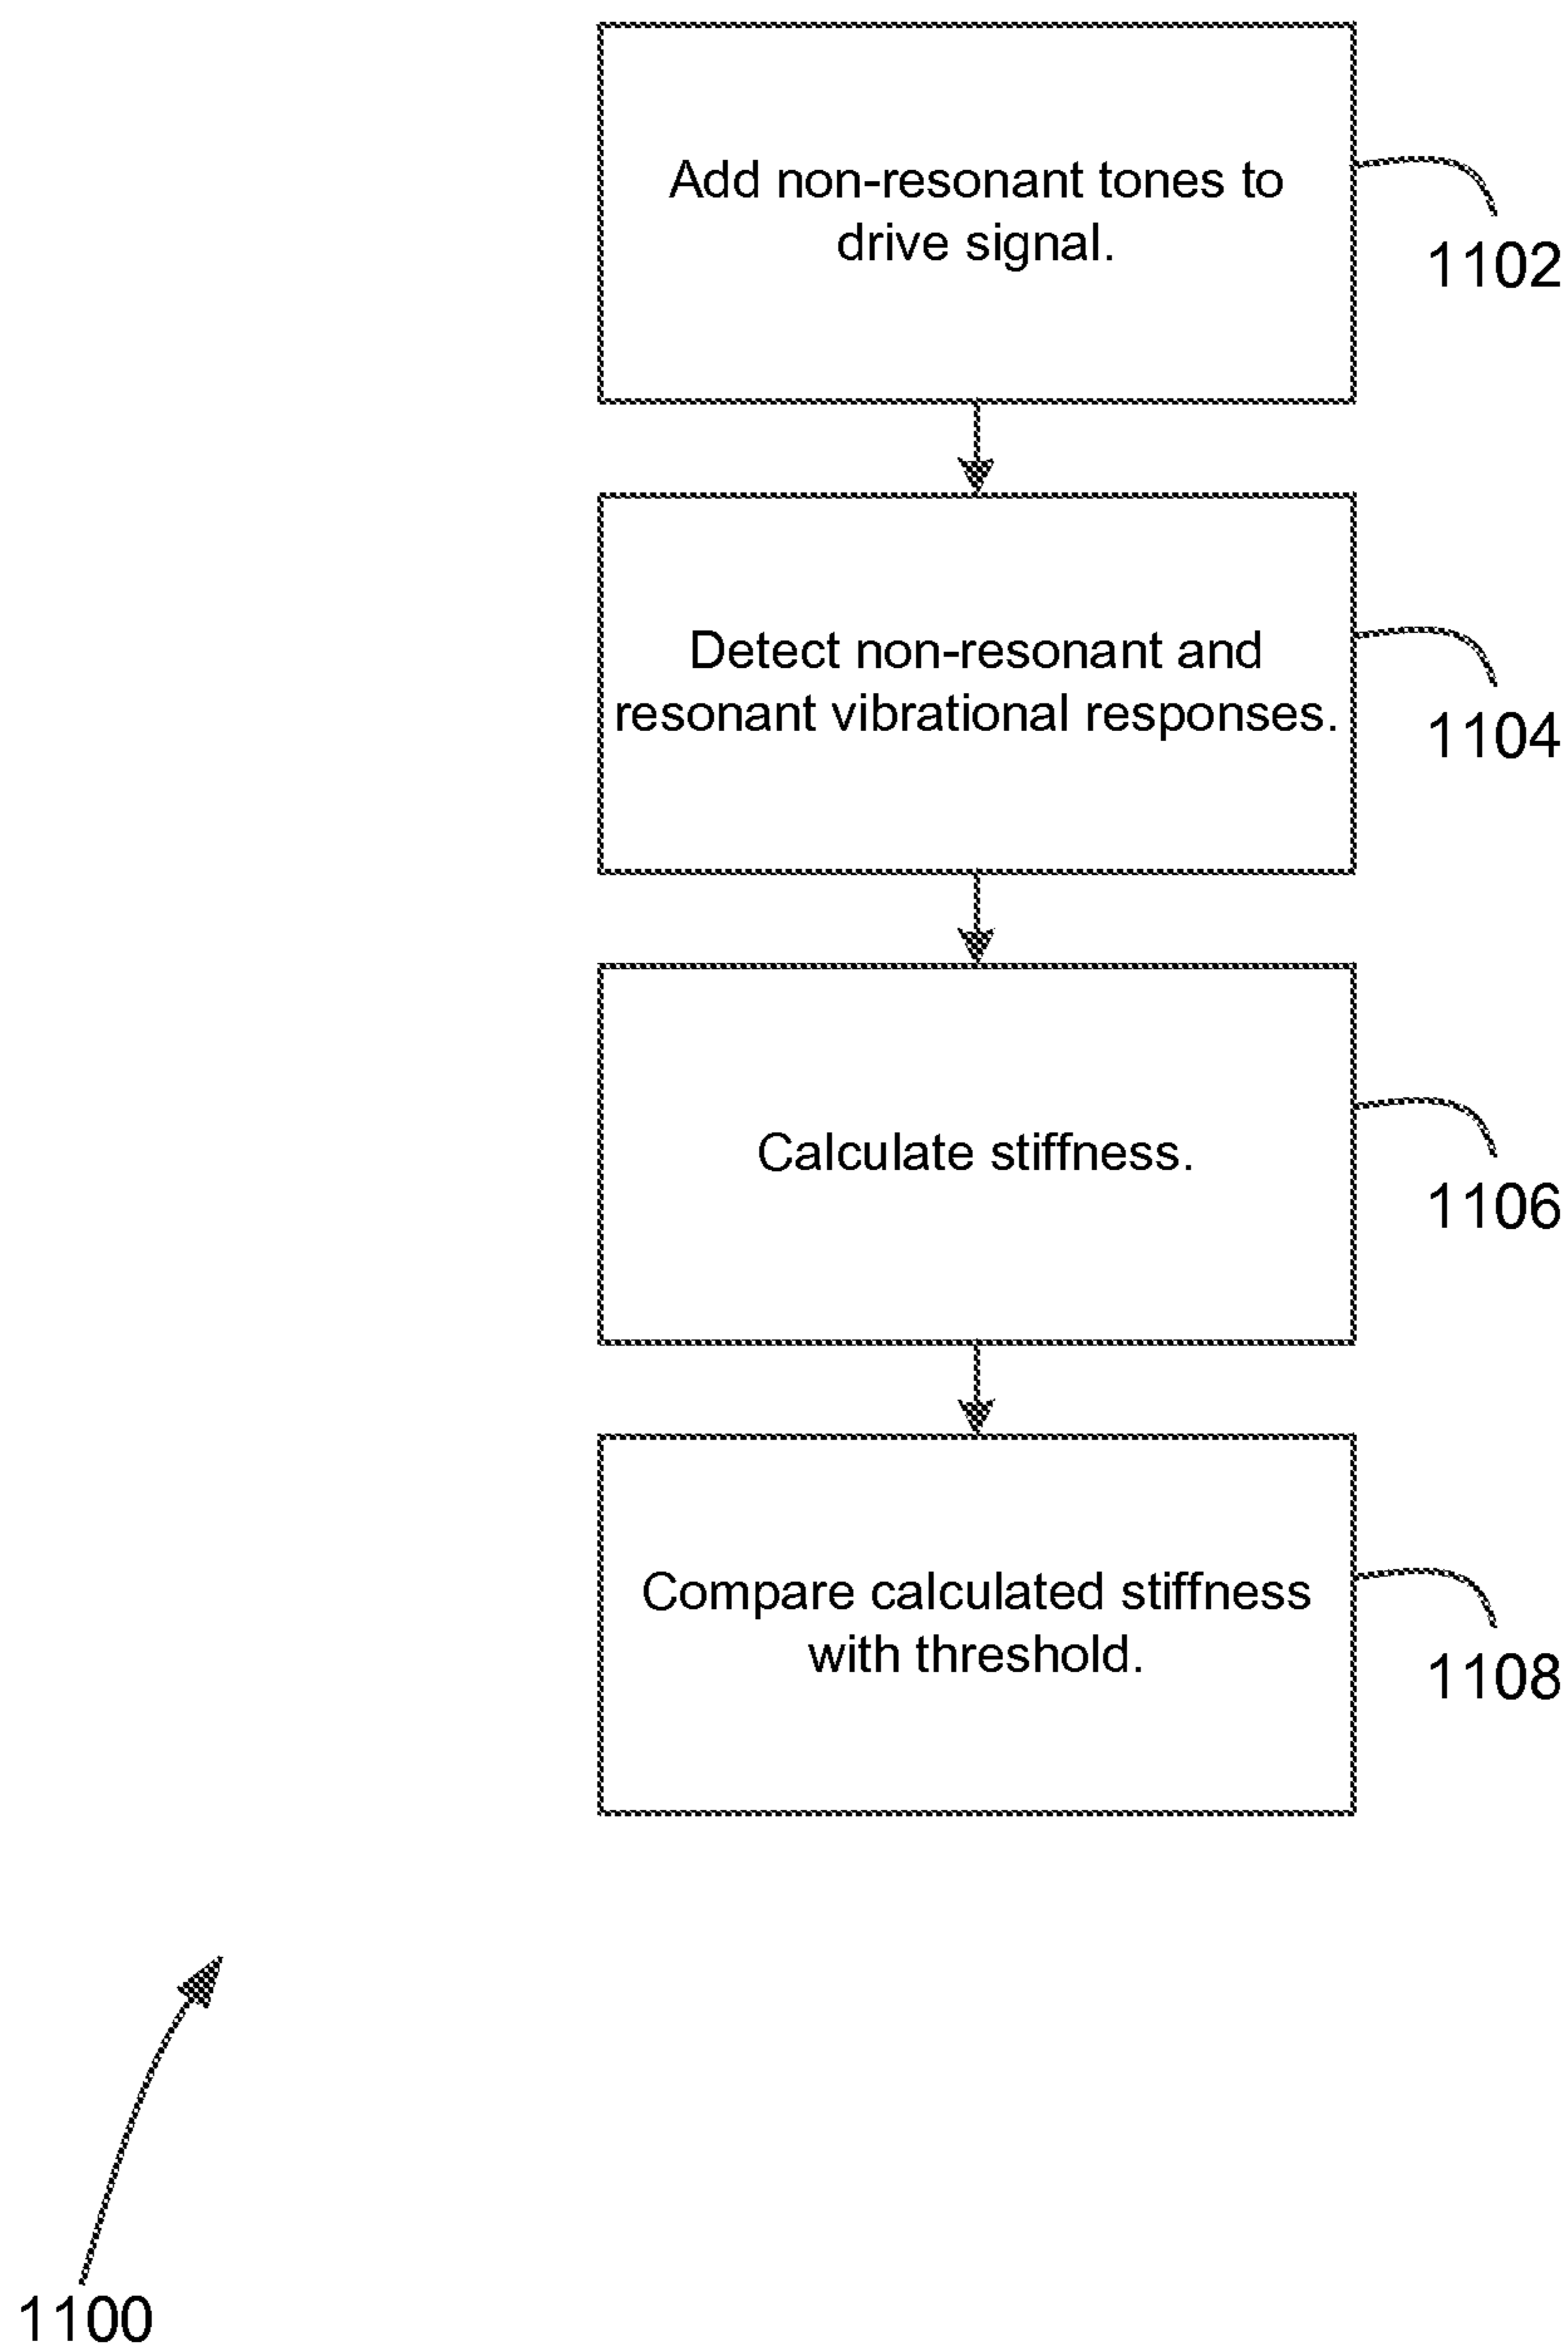 Add non-resonant tones to
drive signal.
1102
Detect non-resonant and
resonant vibrational responses.
1104
Calculate stiffness.
1106
Compare calculated stiffness
with threshold.
1108
1100